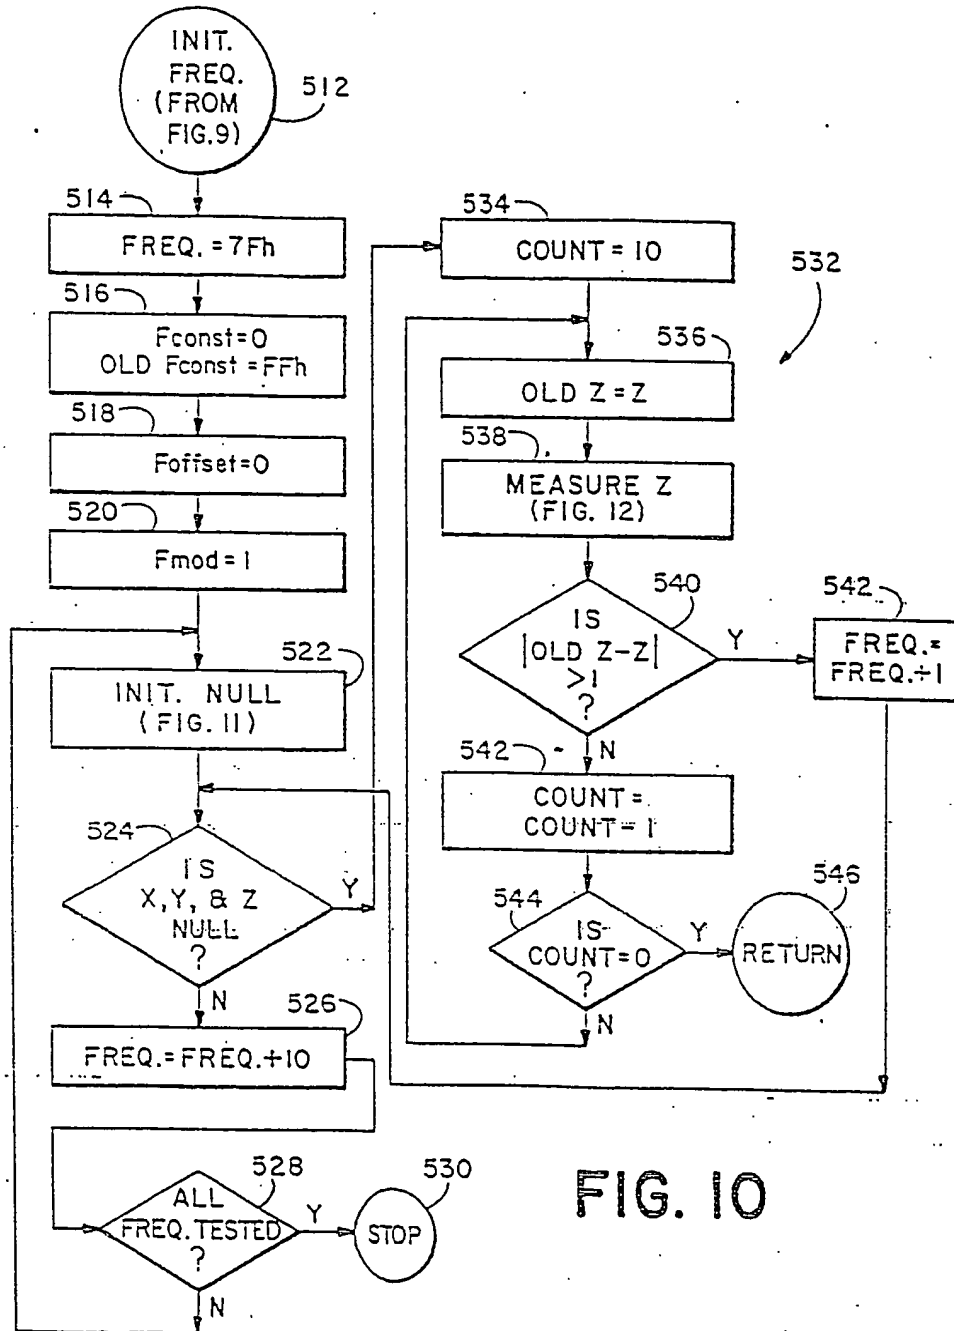 INIT.
FREQ.
(FROM
FIG.9)
512
514
FREQ. = 7Fh
516
Fconst=0
OLD Fconst = FFh
518
Foffset=0
520
Fmod = 1
522
INIT. NULL
(FIG. 11)
524
IS
X,Y, & Z
NULL
?
Y
N
526
FREQ.=FREQ.+10
528
ALL
FREQ. TESTED
?
Y
530
STOP
N
534
COUNT = 10
532
536
OLD Z = Z
538
MEASURE Z
(FIG. 12)
540
IS
|OLD Z-Z|
>1
?
Y
542
FREQ.=
FREQ.÷1
N
542
COUNT =
COUNT=1
544
IS
COUNT=0
?
Y
546
RETURN
N
FIG. 10